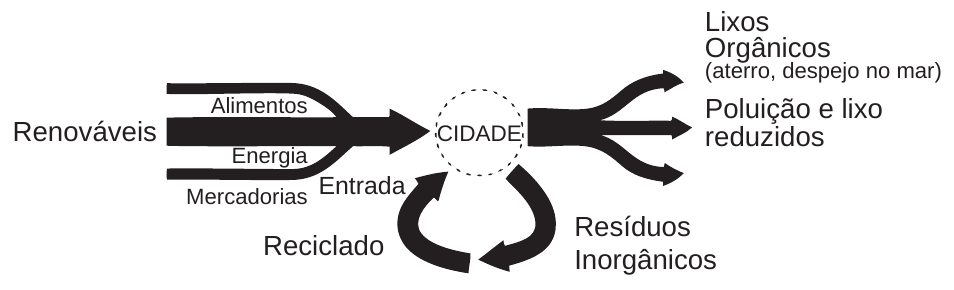 Lixos
Orgânicos
(aterro, despejo no mar)
Alimentos
Renováveis
CIDADE
Poluição e lixo
reduzidos
Energia
Mercadorias
Entrada
Reciclado
Resíduos
Inorgânicos